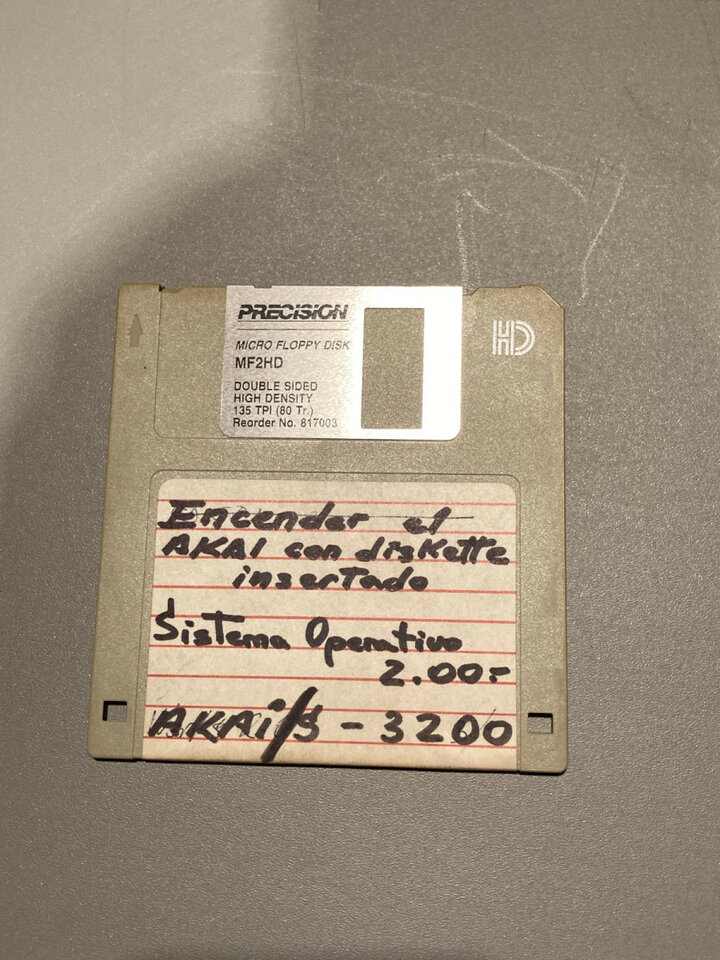 PRECISION
HD
MICRO FLOPPY DISK
MF2HD
DOUBLE SIDED
HIGH DENSITY
135 TPI (80 Tr.)
Reorder No. 817003
Encender el
AKAI con disKette
insertado
Sistema Operativo
2.00-
AKAi/S - 3200